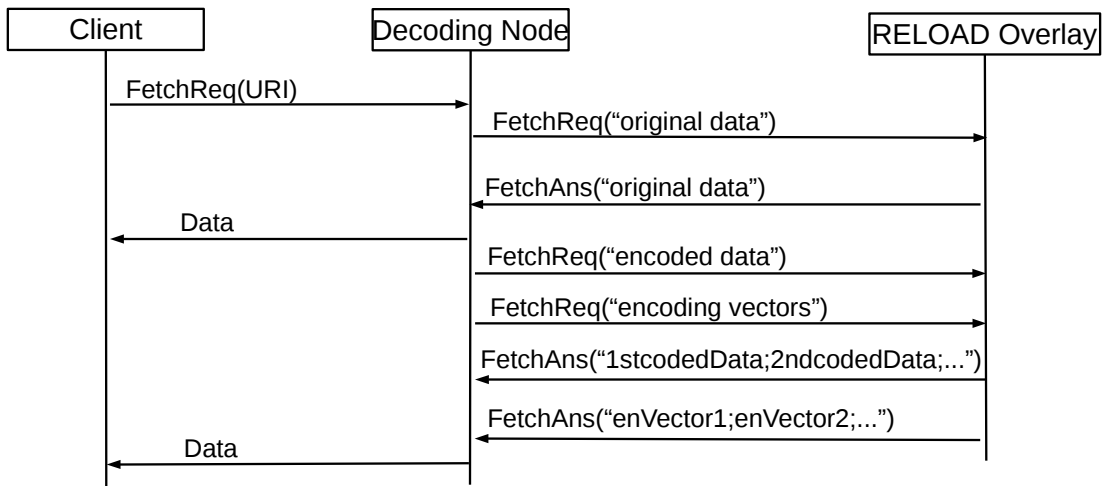 Client
Decoding Node
RELOAD Overlay
FetchReq(URI)
FetchReq(“original data”)
FetchAns(“original data”)
Data
FetchReq(“encoded data”)
FetchReq(“encoding vectors”)
FetchAns(“1stcodedData;2ndcodedData;...”)
FetchAns(“enVector1;enVector2;...”)
Data